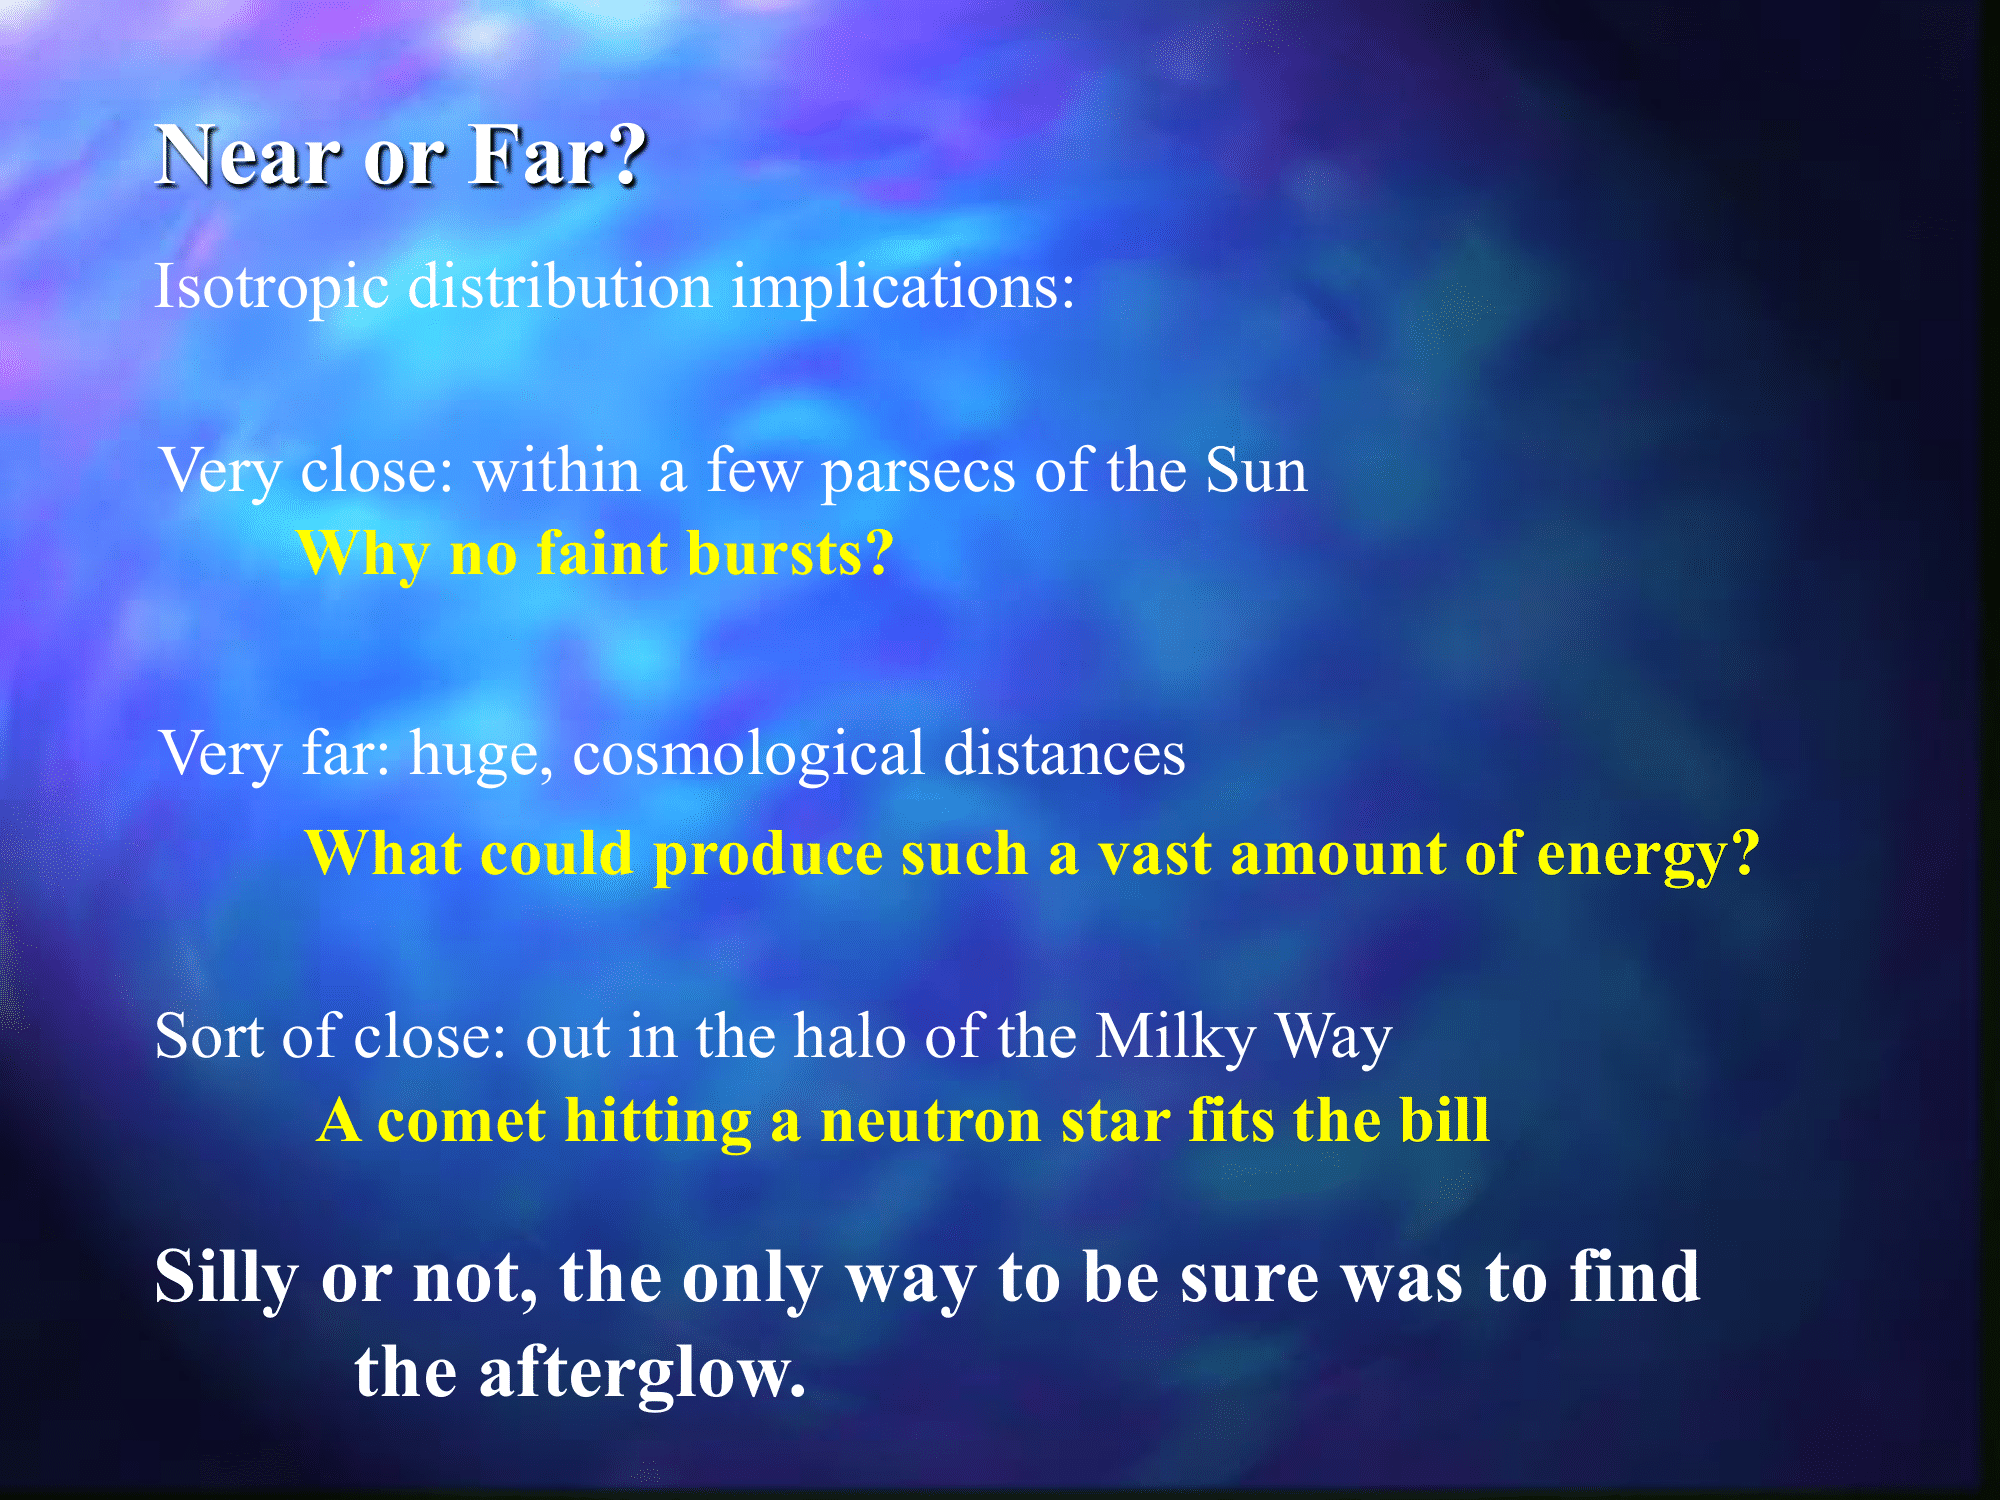 Near or Far?
Isotropic distribution implications:
Very close: within a few parsecs of the Sun
Why no faint bursts?
Very far: huge, cosmological distances
What could produce such a vast amount of energy?
Sort of close: out in the halo of the Milky Way
A comet hitting a neutron star fits the bill
Silly or not, the only way to be sure was to find
the afterglow.